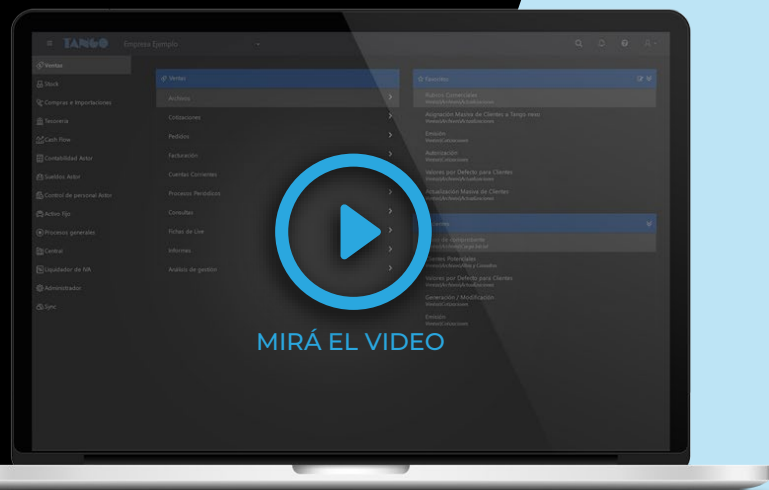 TANGO Empresa Ejemplo
Ventas
Stock
Compras e Importaciones
Tesorería
Cash Flow
Contabilidad Astor
Sueldos Astor
Control de personal Astor
Activo Fijo
Procesos generales
Central
Liquidador de IVA
Administrador
Sync
Ventas
Archivos
Cotizaciones
Pedidos
Facturación
Cuentas Corrientes
Procesos Periódicos
Consultas
Fichas de Live
Informes
Análisis de gestión
Favoritos
Rubros Comerciales
Asignación Masiva de Clientes a Tango nexo
Emisión
Autorización
Valores por Defecto para Clientes
Actualización Masiva de Clientes
Potenciales
Valores por Defecto para Clientes
Generación / Modificación
Emisión
MIRÁ EL VIDEO